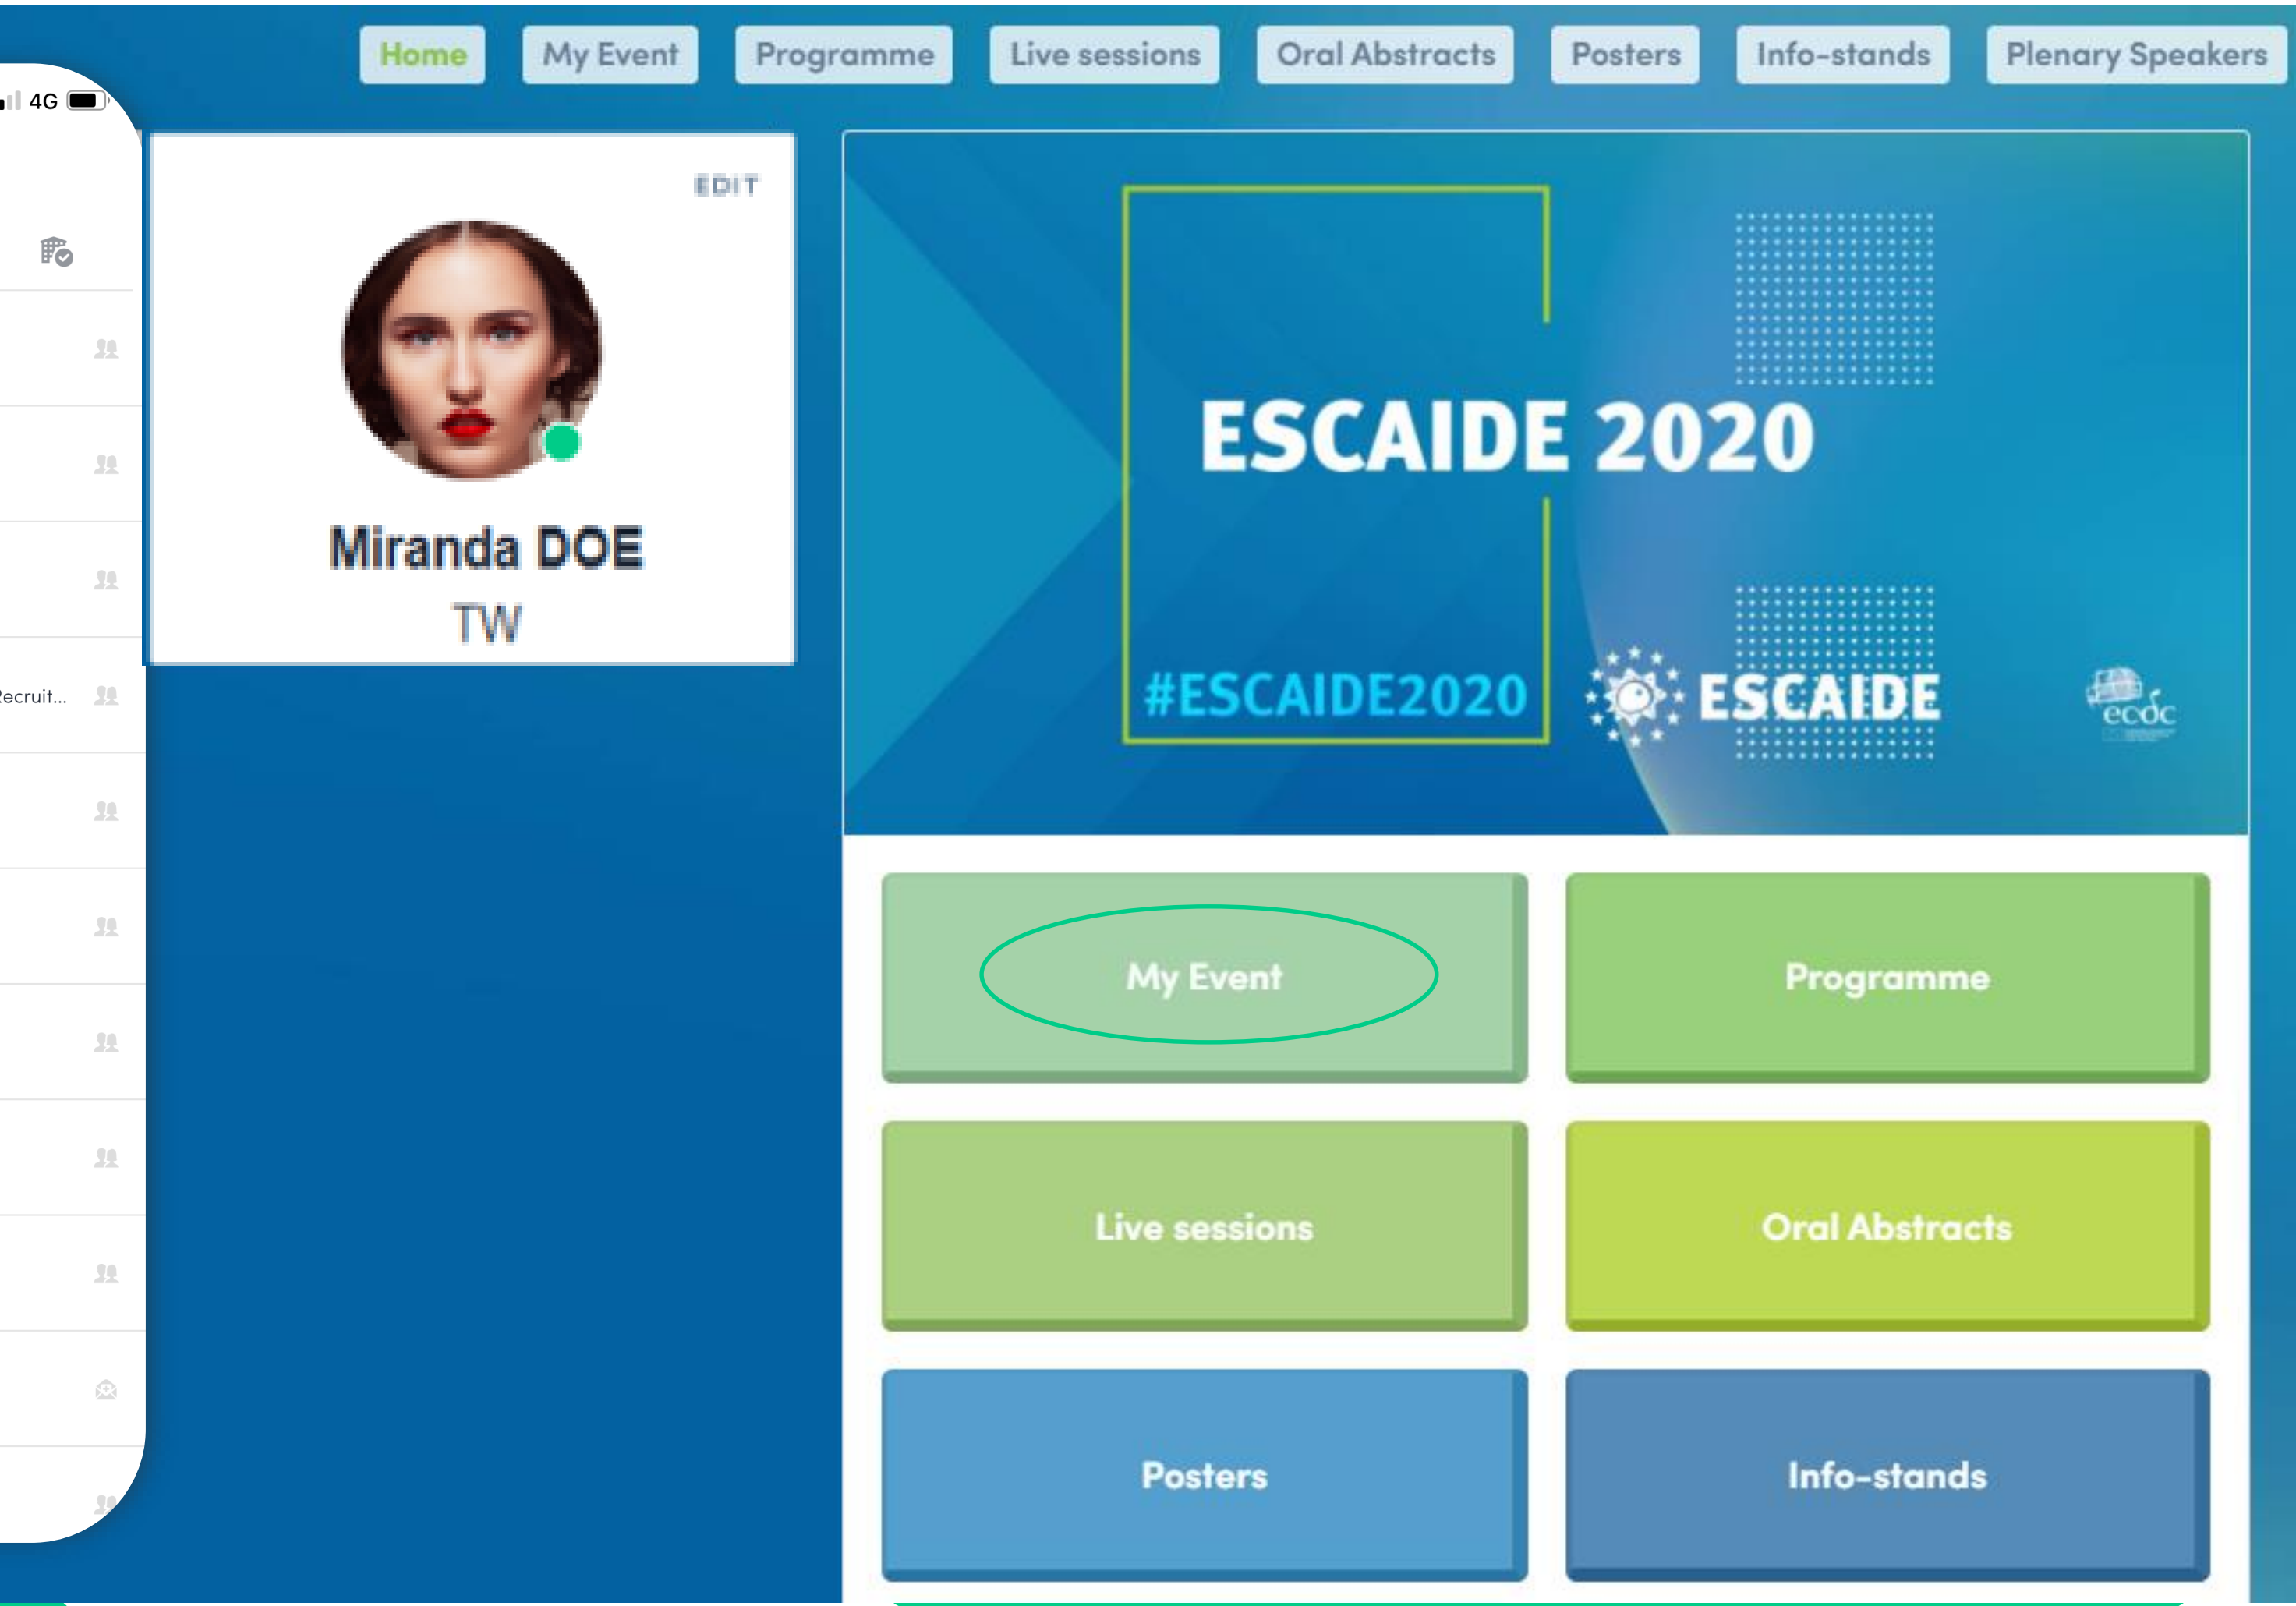 Home My Event Programme Live sessions Oral Abstracts Posters Info-stands Plenary Speakers
4G
EDIT
Miranda DOE
TW
Recruit...
ESCAIDE 2020
#ESCAIDE2020
ESCAIDE
ecdc
My Event
Programme
Live sessions
Oral Abstracts
Posters
Info-stands